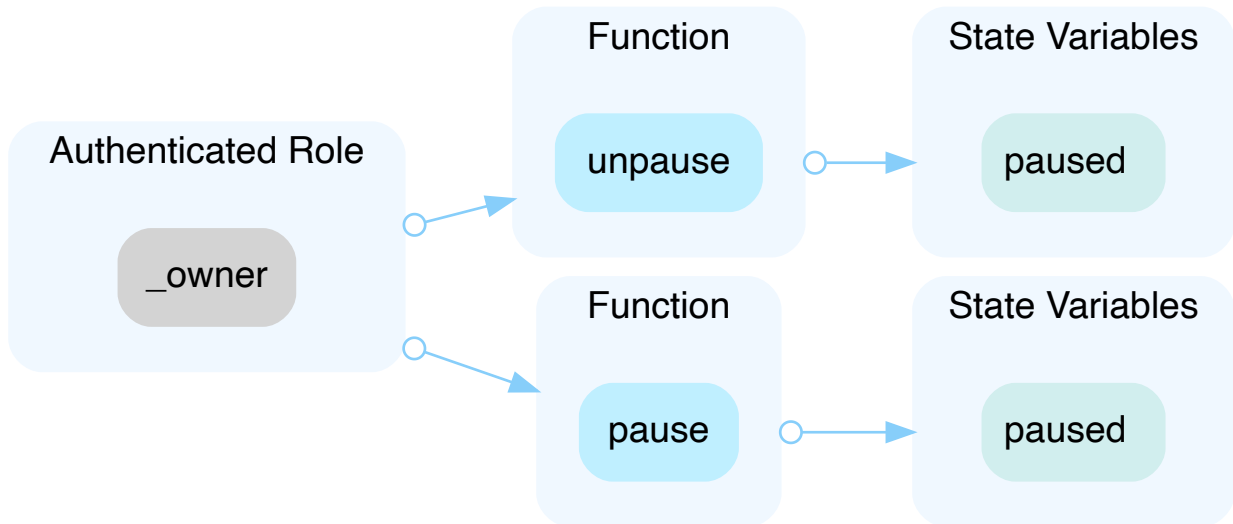 Authenticated Role
_owner
Function
unpause
State Variables
paused
Function
pause
State Variables
paused